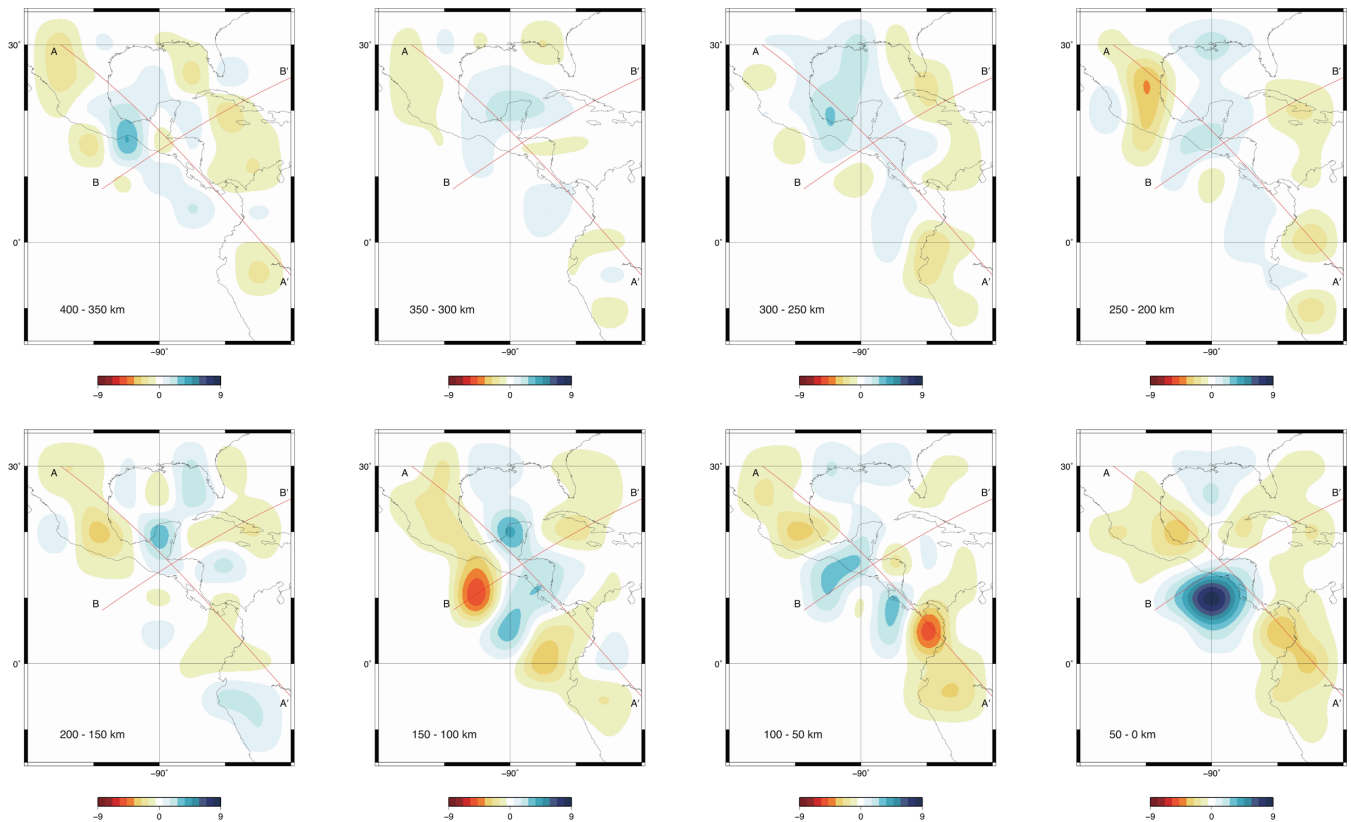 A
B'
30°
B
0°
A'
400 - 350 km
−90°
−9 0 9
A
B'
30°
B
0°
A'
350 - 300 km
−90°
−9 0 9
A
B'
30°
B
0°
A'
300 - 250 km
−90°
−9 0 9
A
B'
30°
B
0°
A'
250 - 200 km
−90°
−9 0 9
A
B'
30°
B
0°
A'
200 - 150 km
−90°
−9 0 9
A
B'
30°
B
0°
A'
150 - 100 km
−90°
−9 0 9
A
B'
30°
B
0°
A'
100 - 50 km
−90°
−9 0 9
A
B'
30°
B
0°
A'
50 - 0 km
−90°
−9 0 9